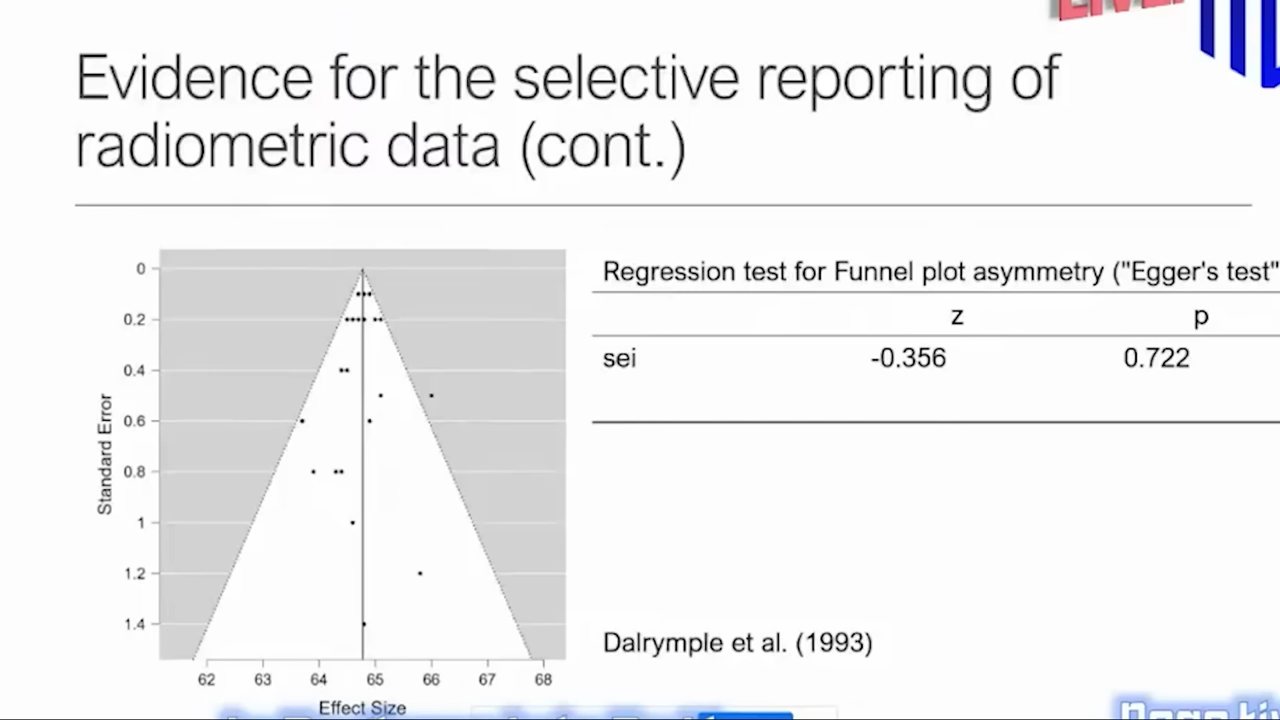 Evidence for the selective reporting of
radiometric data (cont.)
Regression test for Funnel plot asymmetry ("Egger's test"
z p
sei -0.356 0.722
0
0.2
0.4
0.6
0.8
1
1.2
1.4
Standard Error
62 63 64 65 66 67 68
Effect Size
Dalrymple et al. (1993)